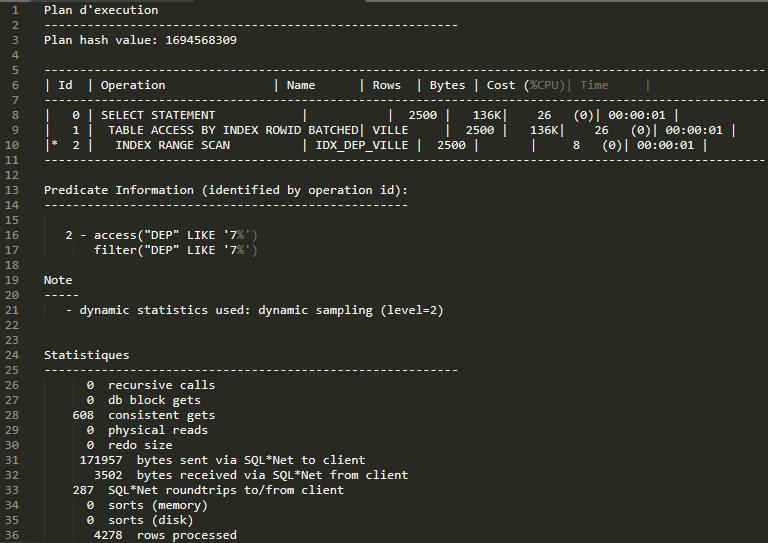 1 Plan d'execution
2 ----------------------------------------------------------
3 Plan hash value: 1694568309
4
5 -----------------------------------------------------------------------------------------------------
6 | Id  | Operation                       | Name      | Rows  | Bytes | Cost (%CPU)| Time     |
7 -----------------------------------------------------------------------------------------------------
8 |   0 | SELECT STATEMENT            |           |  2500 |   136K|    26   (0)| 00:00:01 |
9 |   1 |  TABLE ACCESS BY INDEX ROWID BATCHED| VILLE     |  2500 |   136K|    26   (0)| 00:00:01 |
10 |*  2 |   INDEX RANGE SCAN          | IDX_DEP_VILLE |  2500 |       |     8   (0)| 00:00:01 |
11 -----------------------------------------------------------------------------------------------------
12
13 Predicate Information (identified by operation id):
14 ---------------------------------------------------
15
16    2 - access("DEP" LIKE '7%')
17        filter("DEP" LIKE '7%')
18
19 Note
20 -----
21    - dynamic statistics used: dynamic sampling (level=2)
22
23
24 Statistiques
25 ----------------------------------------------------------
26       0  recursive calls
27       0  db block gets
28     608  consistent gets
29       0  physical reads
30       0  redo size
31      171957  bytes sent via SQL*Net to client
32        3502  bytes received via SQL*Net from client
33     287  SQL*Net roundtrips to/from client
34       0  sorts (memory)
35       0  sorts (disk)
36        4278  rows processed